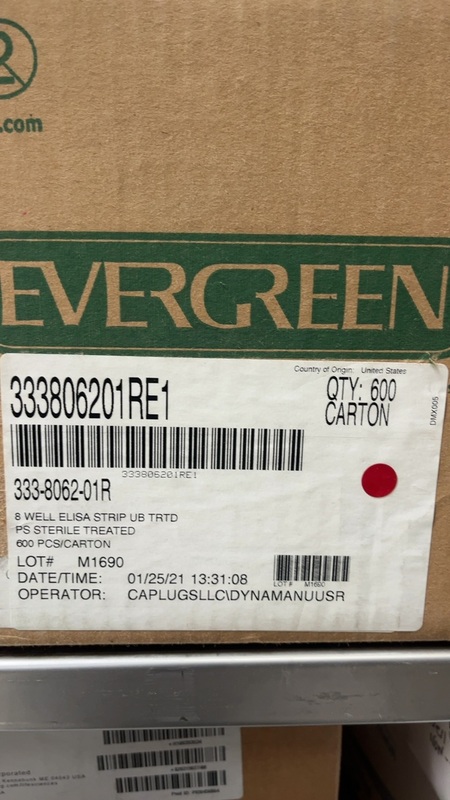 .com
EVERGREEN
Country of Origin: United States
333806201RE1
QTY: 600
CARTON
DMX005
333806201RE1
333-8062-01R
8 WELL ELISA STRIP UB TRTD
PS STERILE TREATED
600 PCS/CARTON
LOT# M1690
LOT # M1690
DATE/TIME: 01/25/21 13:31:08
OPERATOR: CAPLUGSLLC\DYNAMANUUSR